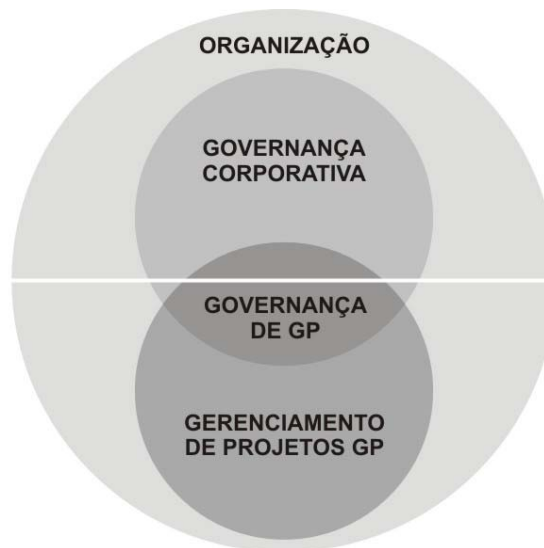 ORGANIZAÇÃO
GOVERNANÇA
CORPORATIVA
GOVERNANÇA
DE GP
GERENCIAMENTO
DE PROJETOS GP